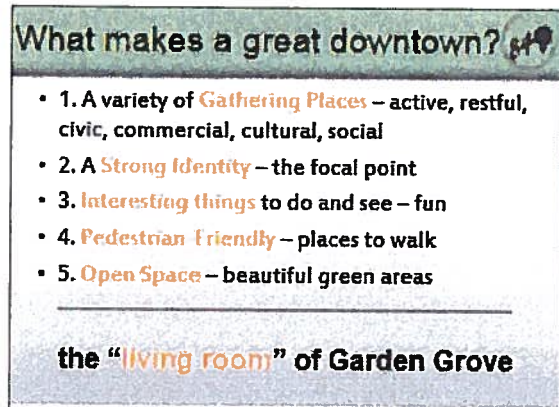 What makes a great downtown?
• 1. A variety of Gathering Places – active, restful,
civic, commercial, cultural, social
• 2. A Strong Identity – the focal point
• 3. Interesting things to do and see – fun
• 4. Pedestrian Friendly – places to walk
• 5. Open Space – beautiful green areas
the “living room” of Garden Grove